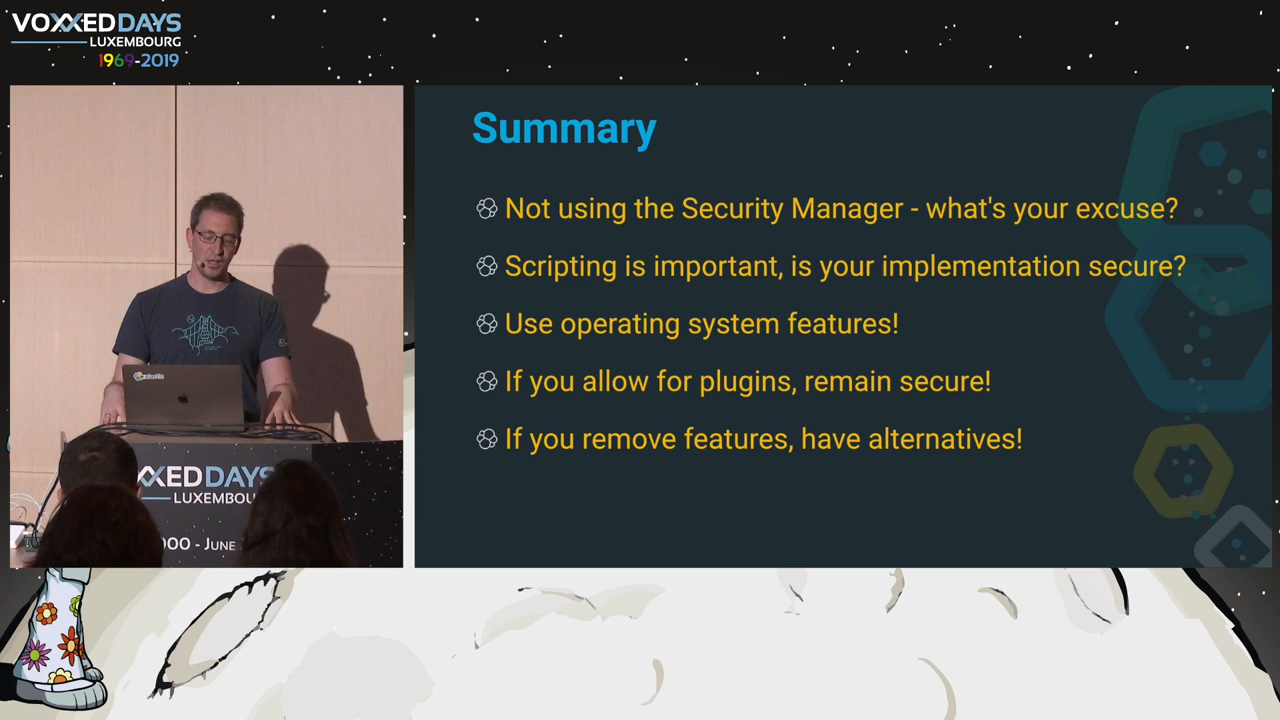 VOXXED DAYS
LUXEMBOURG
1969-2019
Summary
Not using the Security Manager - what's your excuse?
Scripting is important, is your implementation secure?
Use operating system features!
If you allow for plugins, remain secure!
If you remove features, have alternatives!
XXED DAYS
LUXEMBOU
000 - JUNE